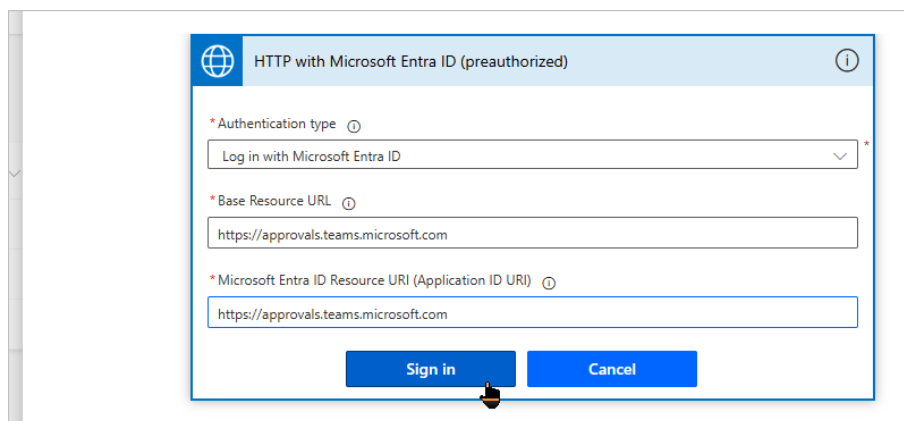 HTTP with Microsoft Entra ID (preauthorized)
*Authentication type
Log in with Microsoft Entra ID
*
*Base Resource URL
https://approvals.teams.microsoft.com
*Microsoft Entra ID Resource URI (Application ID URI)
https://approvals.teams.microsoft.com
Sign in Cancel